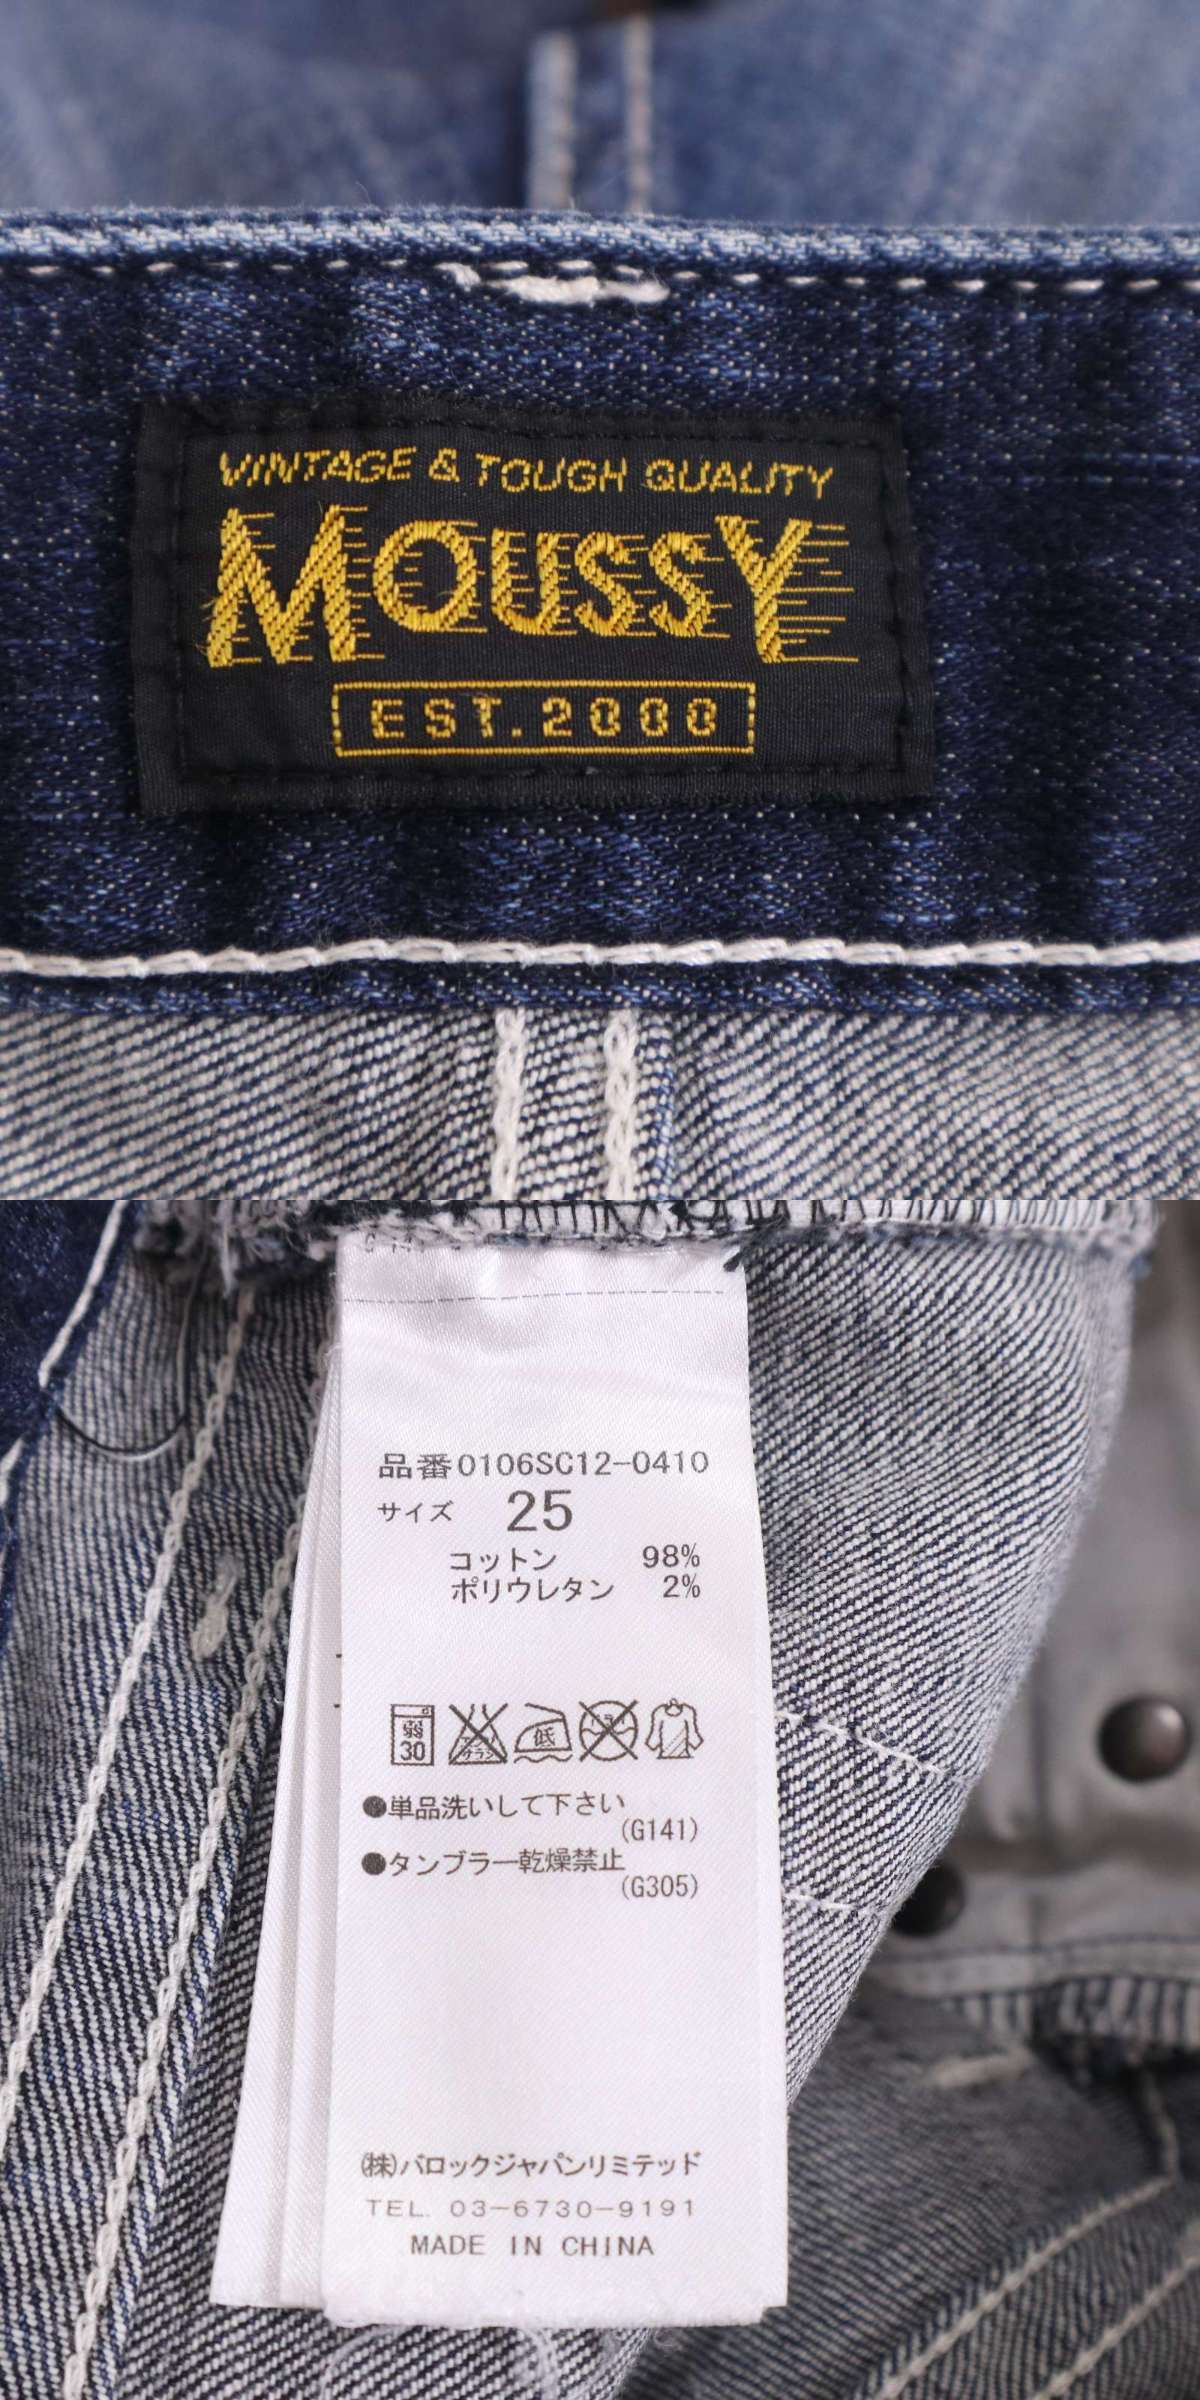 VINTAGE & TOUGH QUALITY
MOUSSY
EST.2000
品番0106SC12-0410
サイズ 25
コットン 98%
ポリウレタン 2%
弱 30 低
●単品洗いして下さい
(G141)
●タンブラー乾燥禁止
(G305)
㈱バロックジャパンリミテッド
TEL. 03-6730-9191
MADE IN CHINA